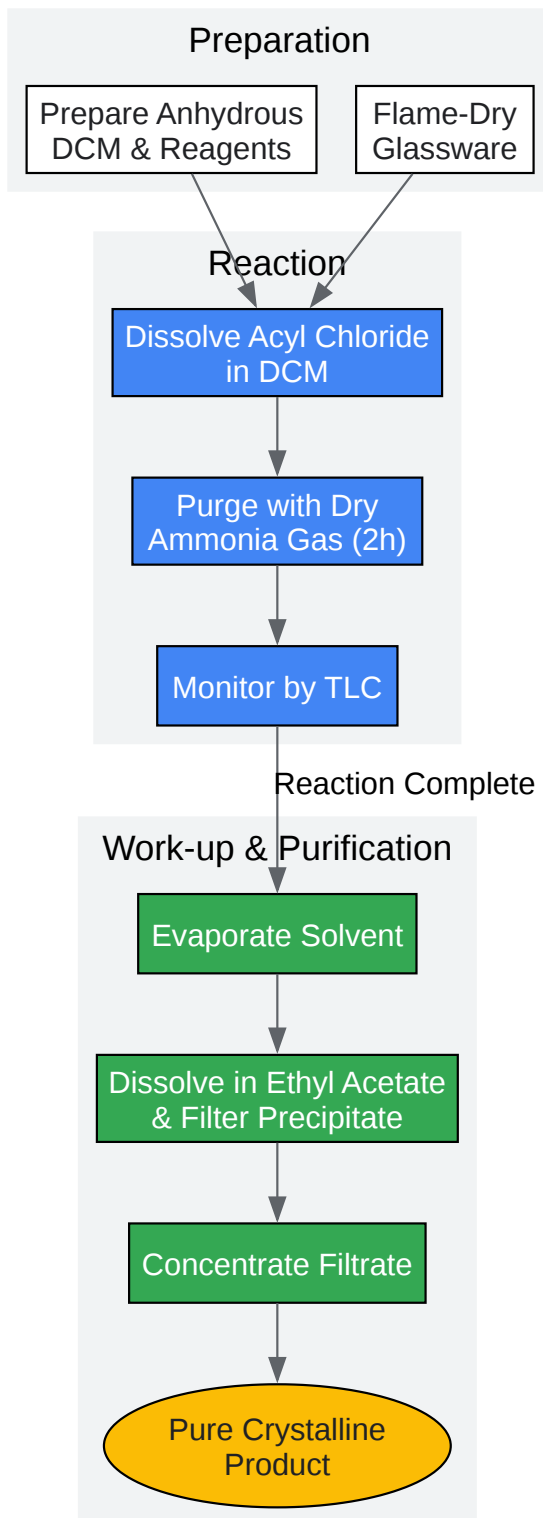 Preparation
Prepare Anhydrous
DCM & Reagents
Flame-Dry
Glassware
Reaction
Dissolve Acyl Chloride
in DCM
Purge with Dry
Ammonia Gas (2h)
Monitor by TLC
Reaction Complete
Work-up & Purification
Evaporate Solvent
Dissolve in Ethyl Acetate
& Filter Precipitate
Concentrate Filtrate
Pure Crystalline
Product